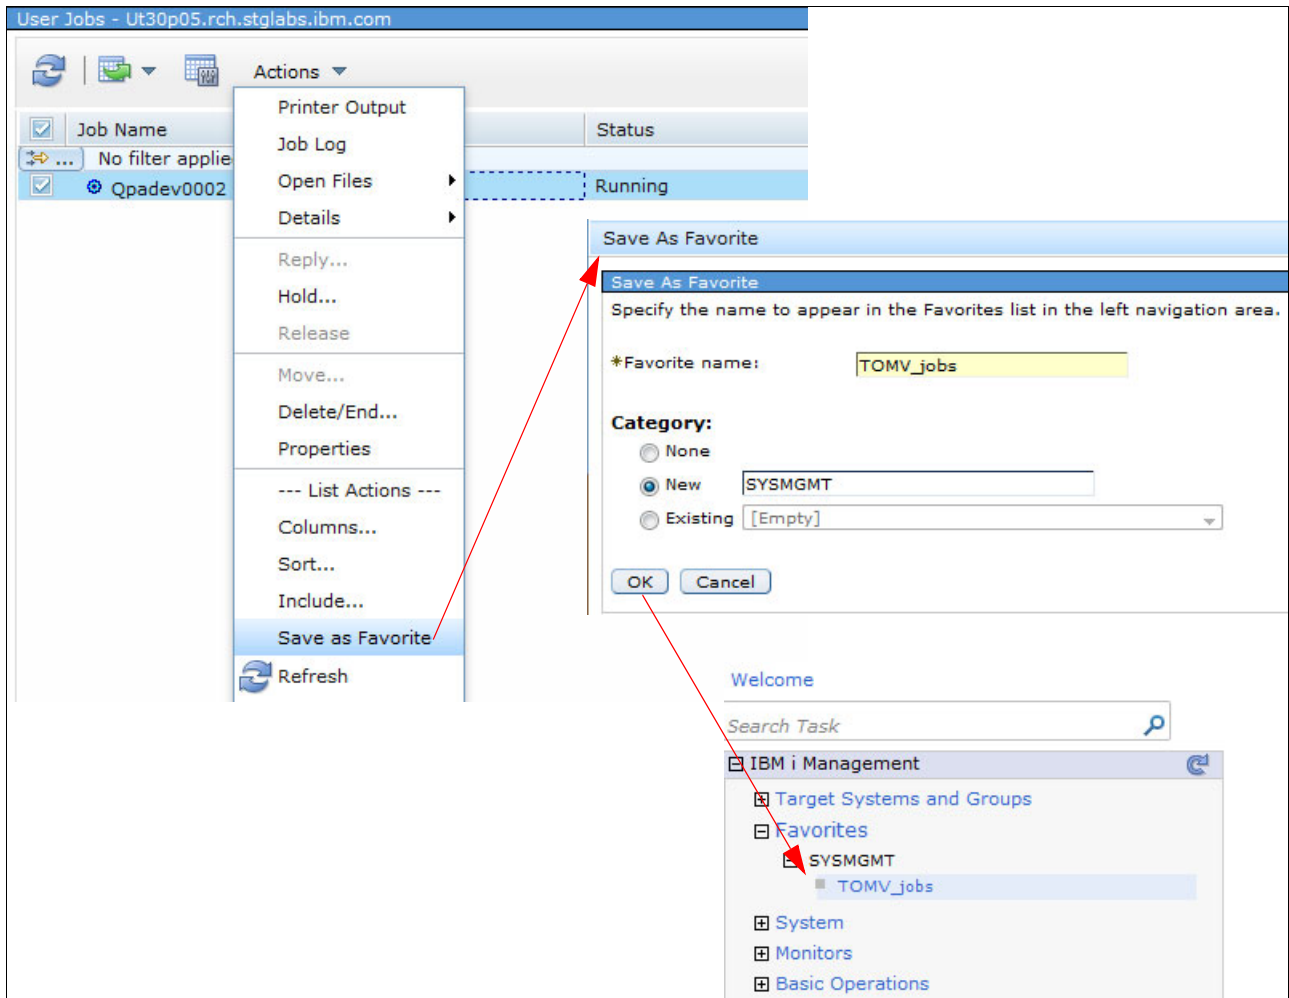 User Jobs - Ut30p05.rch.stglabs.ibm.com
Actions
Job Name
Status
... No filter applie
Qpadev0002
Running
Printer Output
Job Log
Open Files
Details
Reply...
Hold...
Release
Move...
Delete/End...
Properties
--- List Actions ---
Columns...
Sort...
Include...
Save as Favorite
Refresh
Save As Favorite
Save As Favorite
Specify the name to appear in the Favorites list in the left navigation area.
*Favorite name: TOMV_jobs
Category:
None
New SYSMGMT
Existing [Empty]
OK Cancel
Welcome
Search Task
IBM i Management
Target Systems and Groups
Favorites
SYSMGMT
TOMV_jobs
System
Monitors
Basic Operations